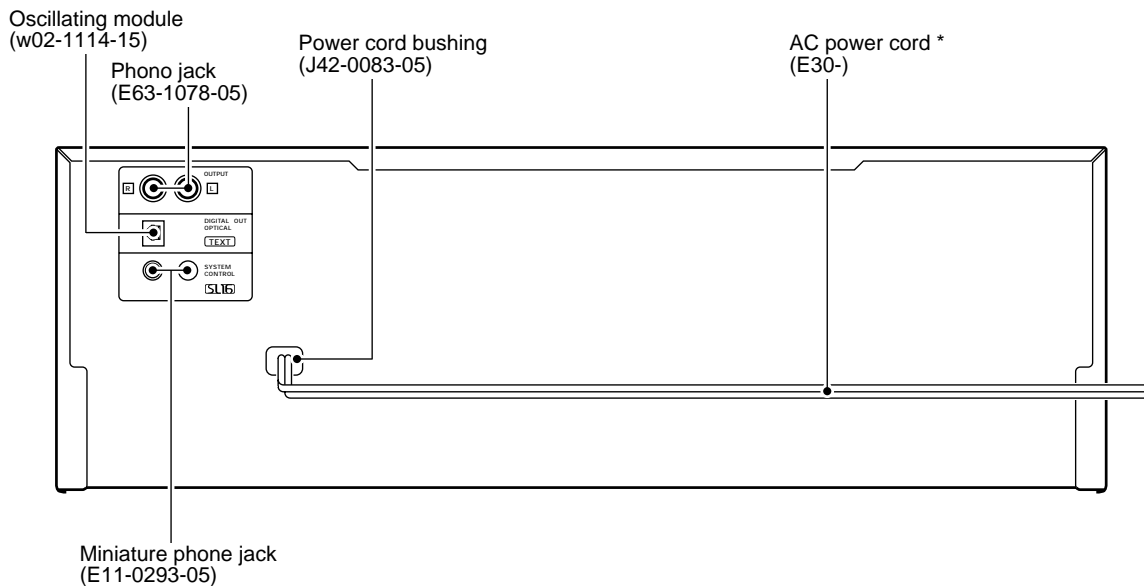 Oscillating module
(w02-1114-15)
Phono jack
(E63-1078-05)
Power cord bushing
(J42-0083-05)
AC power cord *
(E30-)
OUTPUT
R
L
DIGITAL OUT
OPTICAL
TEXT
SYSTEM
CONTROL
SL16
Miniature phone jack
(E11-0293-05)